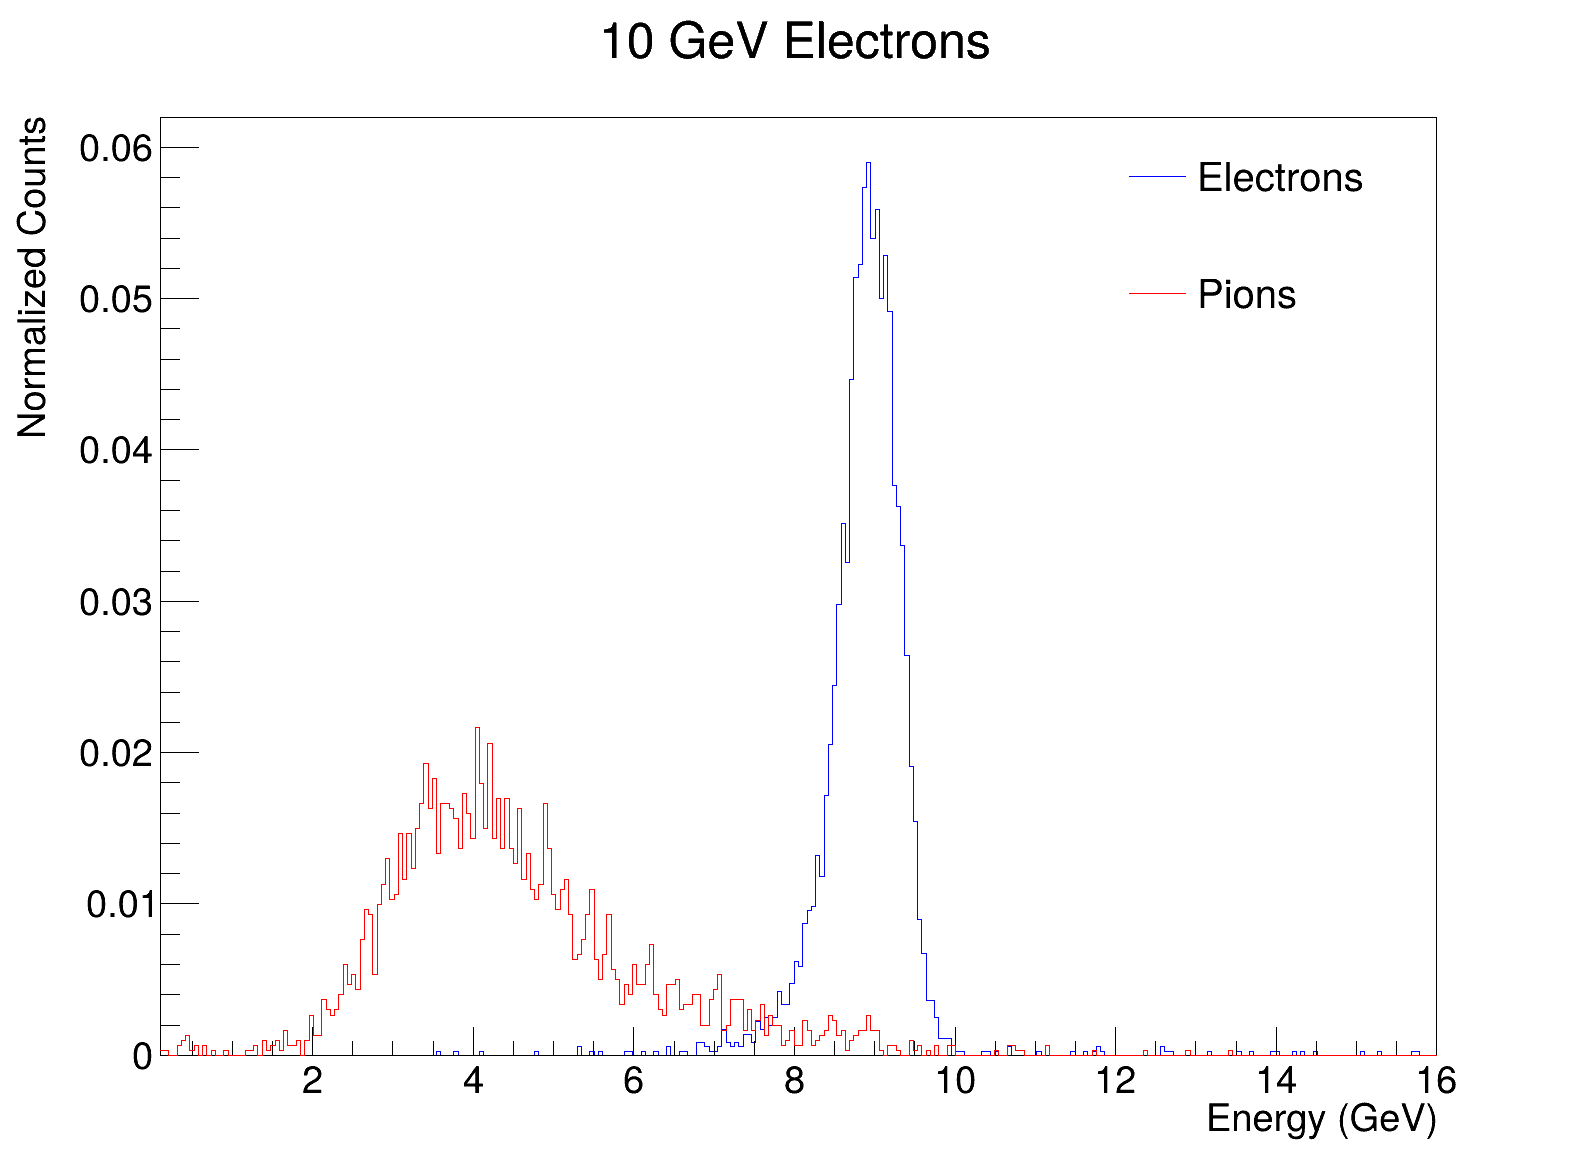 10 GeV Electrons
Normalized Counts
0.06
0.05
0.04
0.03
0.02
0.01
0
Electrons
Pions
2 4 6 8 10 12 14 16
Energy (GeV)